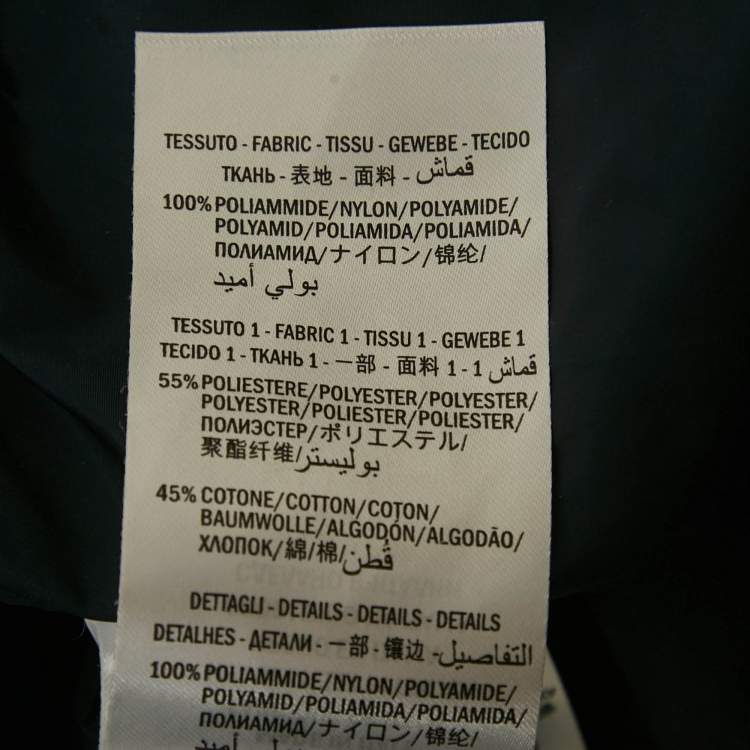 TESSUTO - FABRIC - TISSU - GEWEBE - TECIDO
ТКАНЬ - 表地 - 面料 - قماش
100% POLIAMMIDE/NYLON/POLYAMIDE/
POLYAMID/POLIAMIDA/POLIAMIDA/
ПОЛИАМИД/ナイロン/锦纶/
بولي أميد
TESSUTO 1 - FABRIC 1 - TISSU 1 - GEWEBE 1
TECIDO 1 - ТКАНЬ 1 - 一部 - 面料 1 - 1 قماش
55% POLIESTERE/POLYESTER/POLYESTER/
POLYESTER/POLIESTER/POLIESTER/
ПОЛИЭСТЕР/ポリエステル/
聚酯纤维/بوليستر
45% COTONE/COTTON/COTON/
BAUMWOLLE/ALGODÓN/ALGODÃO/
ХЛОПОК/綿/棉/قُطن
DETTAGLI - DETAILS - DETAILS - DETAILS
DETALHES - ДЕТАЛИ - 一部 - 镶边 - التفاصيل
100% POLIAMMIDE/NYLON/POLYAMIDE/
POLYAMID/POLIAMIDA/POLIAMIDA/
ПОЛИАМИД/ナイロン/锦纶/
بولي أميد